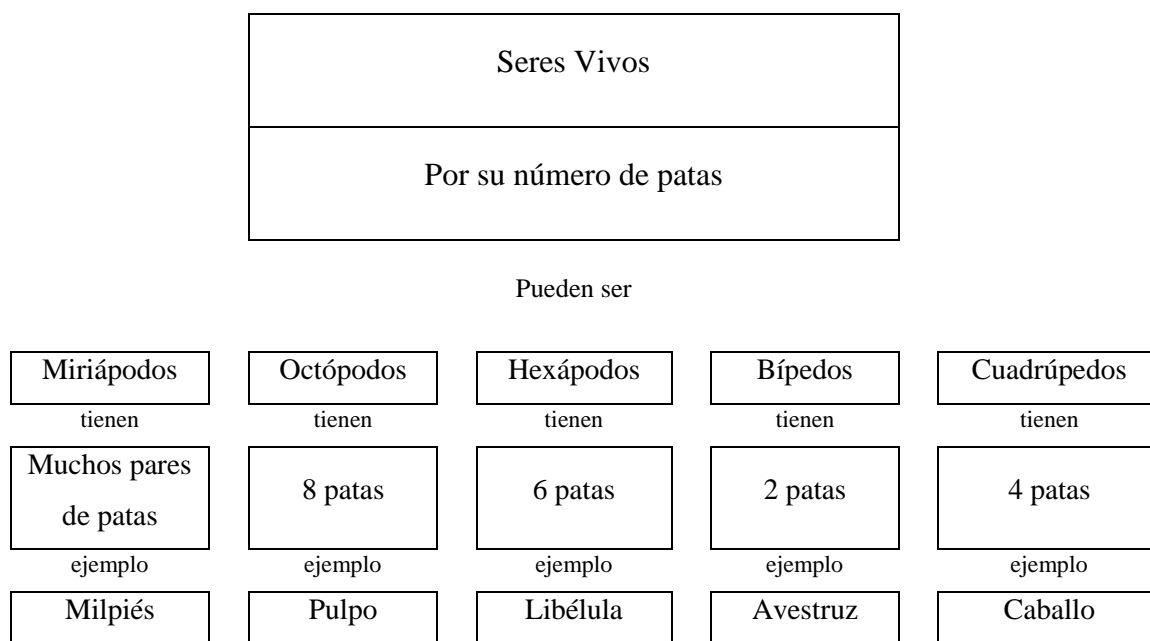 Seres Vivos
Por su número de patas
Pueden ser
Miriápodos Octópodos Hexápodos Bípedos Cuadrúpedos
tienen tienen tienen tienen tienen
Muchos pares
de patas
8 patas 6 patas 2 patas 4 patas
ejemplo ejemplo ejemplo ejemplo ejemplo
Milpiés Pulpo Libélula Avestruz Caballo